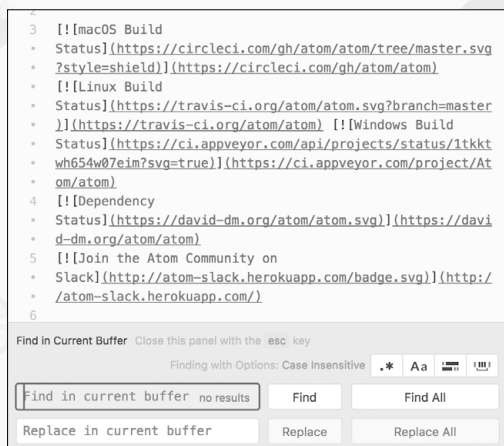 2
3 [![macOS Build
• Status](https://circleci.com/gh/atom/atom/tree/master.svg
• ?style=shield)](https://circleci.com/gh/atom/atom)
• [![Linux Build
• Status](https://travis-ci.org/atom/atom.svg?branch=master
• )](https://travis-ci.org/atom/atom) [![Windows Build
• Status](https://ci.appveyor.com/api/projects/status/1tkkt
• wh654w07eim?svg=true)](https://ci.appveyor.com/project/At
• om/atom)
4 [![Dependency
• Status](https://david-dm.org/atom/atom.svg)](https://davi
• d-dm.org/atom/atom)
5 [![Join the Atom Community on
• Slack](http://atom-slack.herokuapp.com/badge.svg)](http:/
• /atom-slack.herokuapp.com/)
6
Find in Current Buffer Close this panel with the esc key
Finding with Options: Case Insensitive .* Aa
Find in current buffer no results Find Find All
Replace in current buffer Replace Replace All